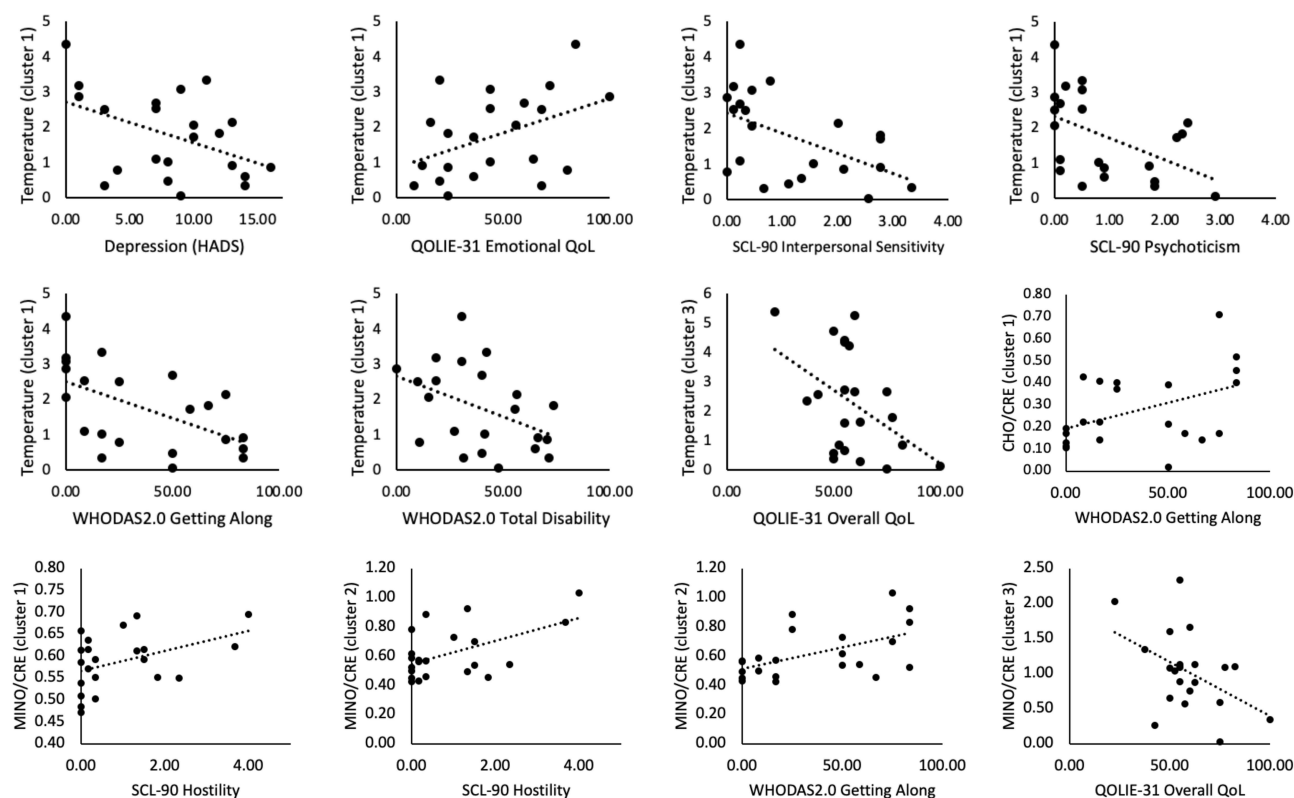 5
4
3
2
1
0
0.00 5.00 10.00 15.00
Temperature (cluster 1)
Depression (HADS)
5
4
3
2
1
0
0.00 50.00 100.00
Temperature (cluster 1)
QOLIE-31 Emotional QoL
5
4
3
2
1
0
0.00 1.00 2.00 3.00 4.00
Temperature (cluster 1)
SCL-90 Interpersonal Sensitivity
5
4
3
2
1
0
0.00 1.00 2.00 3.00 4.00
Temperature (cluster 1)
SCL-90 Psychoticism
5
4
3
2
1
0
0.00 50.00 100.00
Temperature (cluster 1)
WHODAS2.0 Getting Along
5
4
3
2
1
0
0.00 50.00 100.00
Temperature (cluster 1)
WHODAS2.0 Total Disability
6
5
4
3
2
1
0
0.00 50.00 100.00
Temperature (cluster 3)
QOLIE-31 Overall QoL
0.80
0.70
0.60
0.50
0.40
0.30
0.20
0.10
0.00
0.00 50.00 100.00
CHO/CRE (cluster 1)
WHODAS2.0 Getting Along
0.80
0.75
0.70
0.65
0.60
0.55
0.50
0.45
0.40
0.00 2.00 4.00
MINO/CRE (cluster 1)
SCL-90 Hostility
1.20
1.00
0.80
0.60
0.40
0.20
0.00
0.00 2.00 4.00
MINO/CRE (cluster 2)
SCL-90 Hostility
1.20
1.00
0.80
0.60
0.40
0.20
0.00
0.00 50.00 100.00
MINO/CRE (cluster 2)
WHODAS2.0 Getting Along
2.50
2.00
1.50
1.00
0.50
0.00
0.00 50.00 100.00
MINO/CRE (cluster 3)
QOLIE-31 Overall QoL